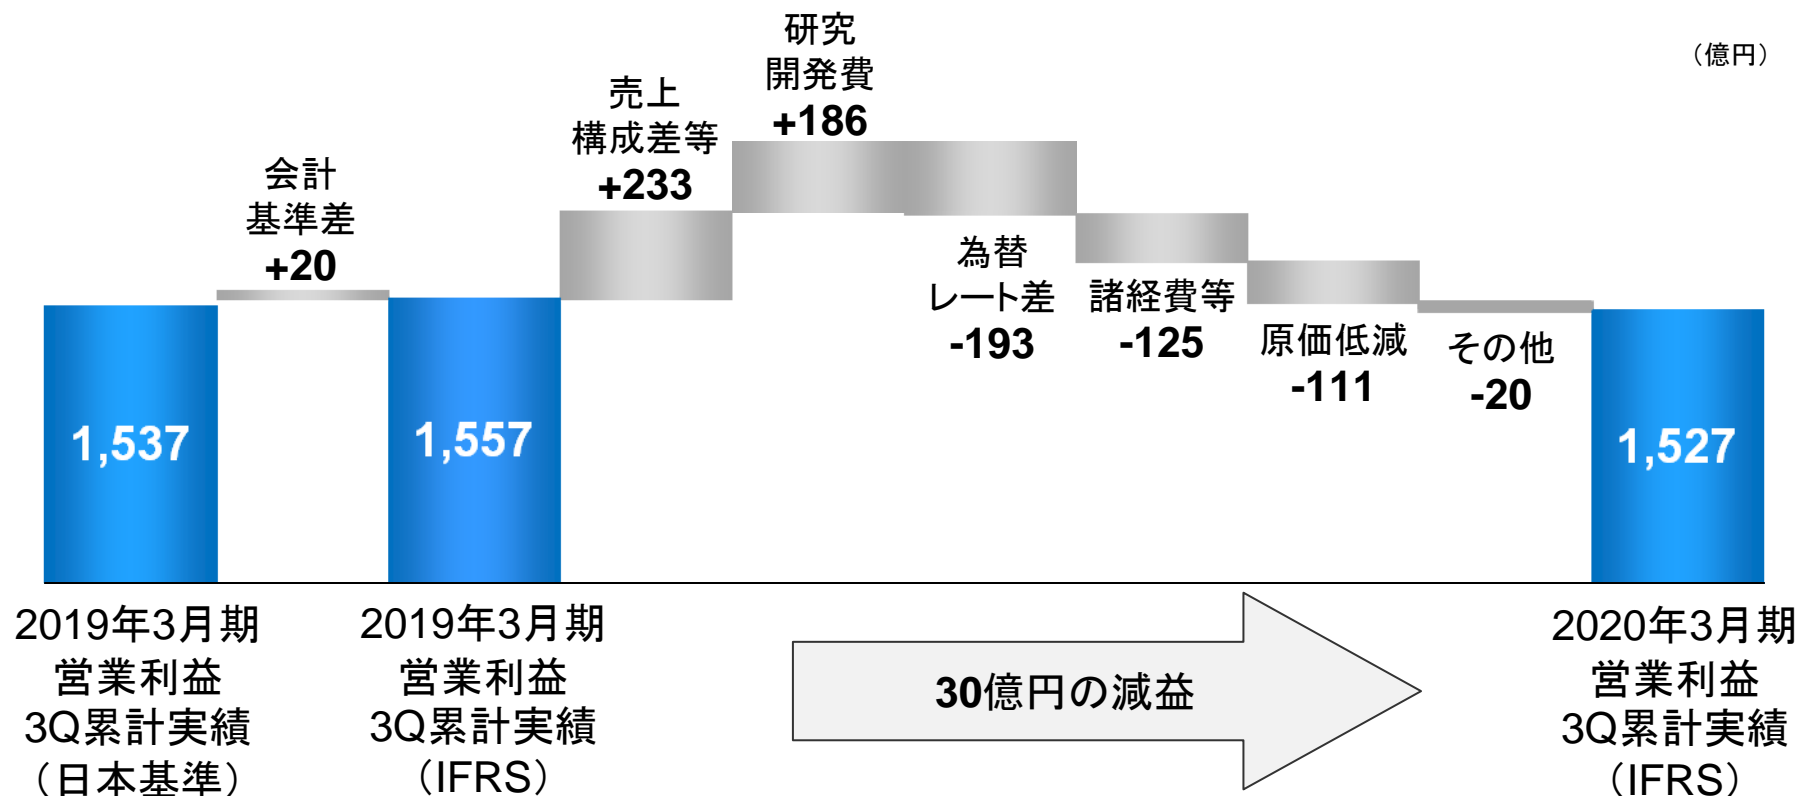 （億円）
会計
基準差
+20
売上
構成差等
+233
研究
開発費
+186
為替
レート差
-193
諸経費等
-125
原価低減
-111
その他
-20
1,537
1,557
1,527
2019年3月期
営業利益
3Q累計実績
（日本基準）
2019年3月期
営業利益
3Q累計実績
（IFRS）
30億円の減益
2020年3月期
営業利益
3Q累計実績
（IFRS）